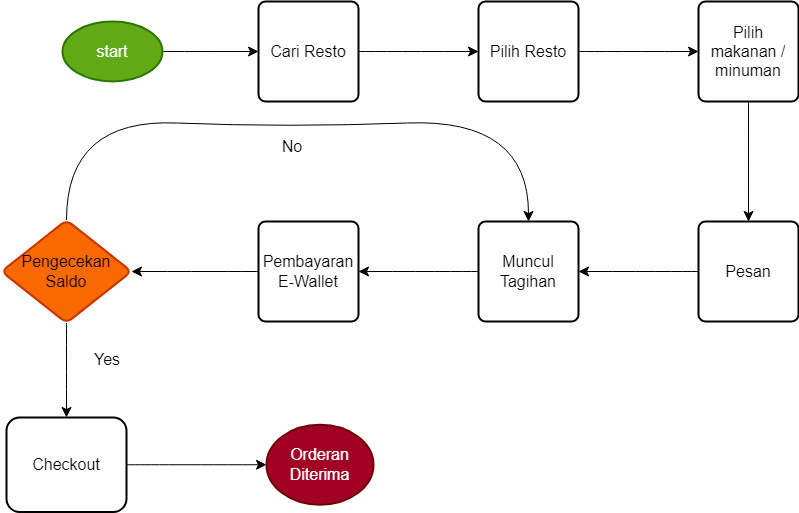 start
Cari Resto
Pilih Resto
Pilih
makanan /
minuman
No
Pengecekan
Saldo
Pembayaran
E-Wallet
Muncul
Tagihan
Pesan
Yes
Checkout
Orderan
Diterima